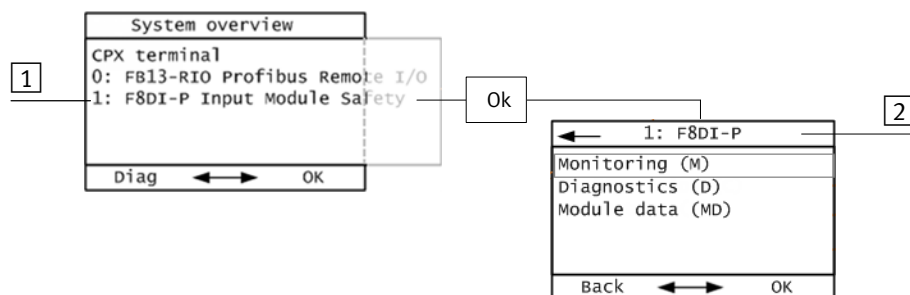 System overview
CPX terminal
0: FB13-RIO Profibus Remote I/O
1: F8DI-P Input Module Safety
Diag OK
1
Ok
2
1: F8DI-P
Monitoring (M)
Diagnostics (D)
Module data (MD)
Back OK